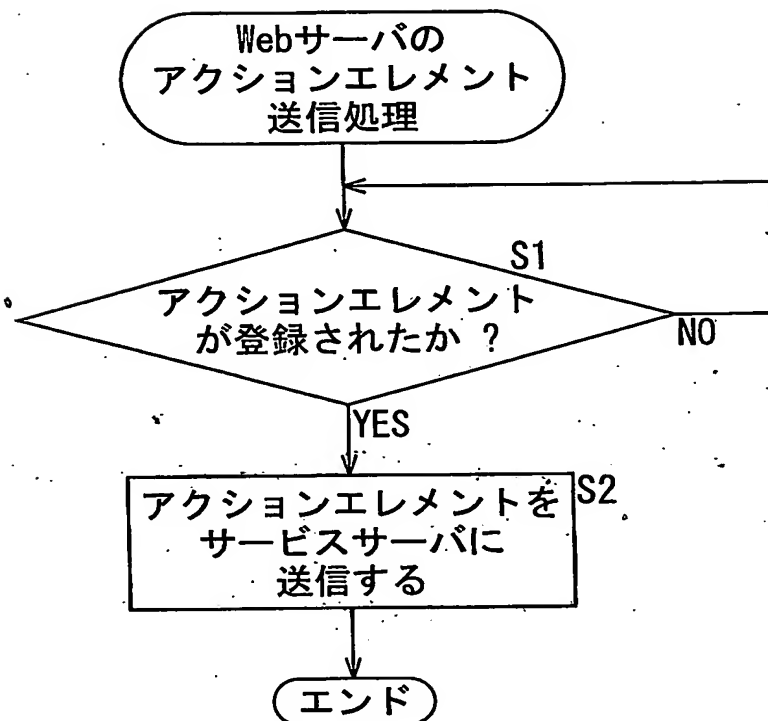 Webサーバの
アクションエレメント
送信処理
S1
アクションエレメント
が登録されたか ?
NO
YES
S2
アクションエレメントを
サービスサーバに
送信する
エンド